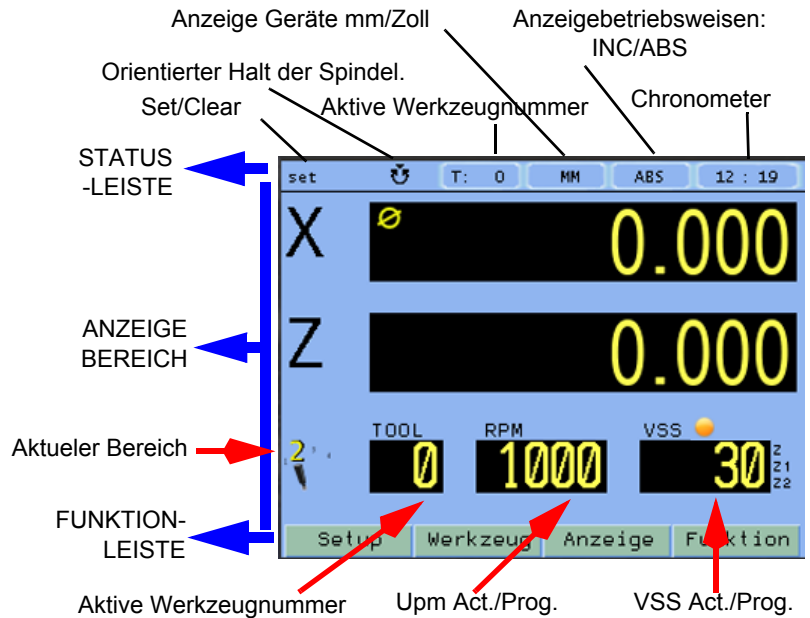 Anzeige Geräte mm/Zoll
Anzeigebetriebsweisen:
INC/ABS
Orientierter Halt der Spindel.
Set/Clear
Aktive Werkzeugnummer
Chronometer
STATUS
-LEISTE
set
T: 0
MM
ABS
12 : 19
X
0.000
ANZEIGE
BEREICH
Z
0.000
Aktueler Bereich
2
TOOL
0
RPM
1000
VSS
30
Z
Z1
Z2
FUNKTION-
LEISTE
Setup
Werkzeug
Anzeige
Funktion
Aktive Werkzeugnummer
Upm Act./Prog.
VSS Act./Prog.